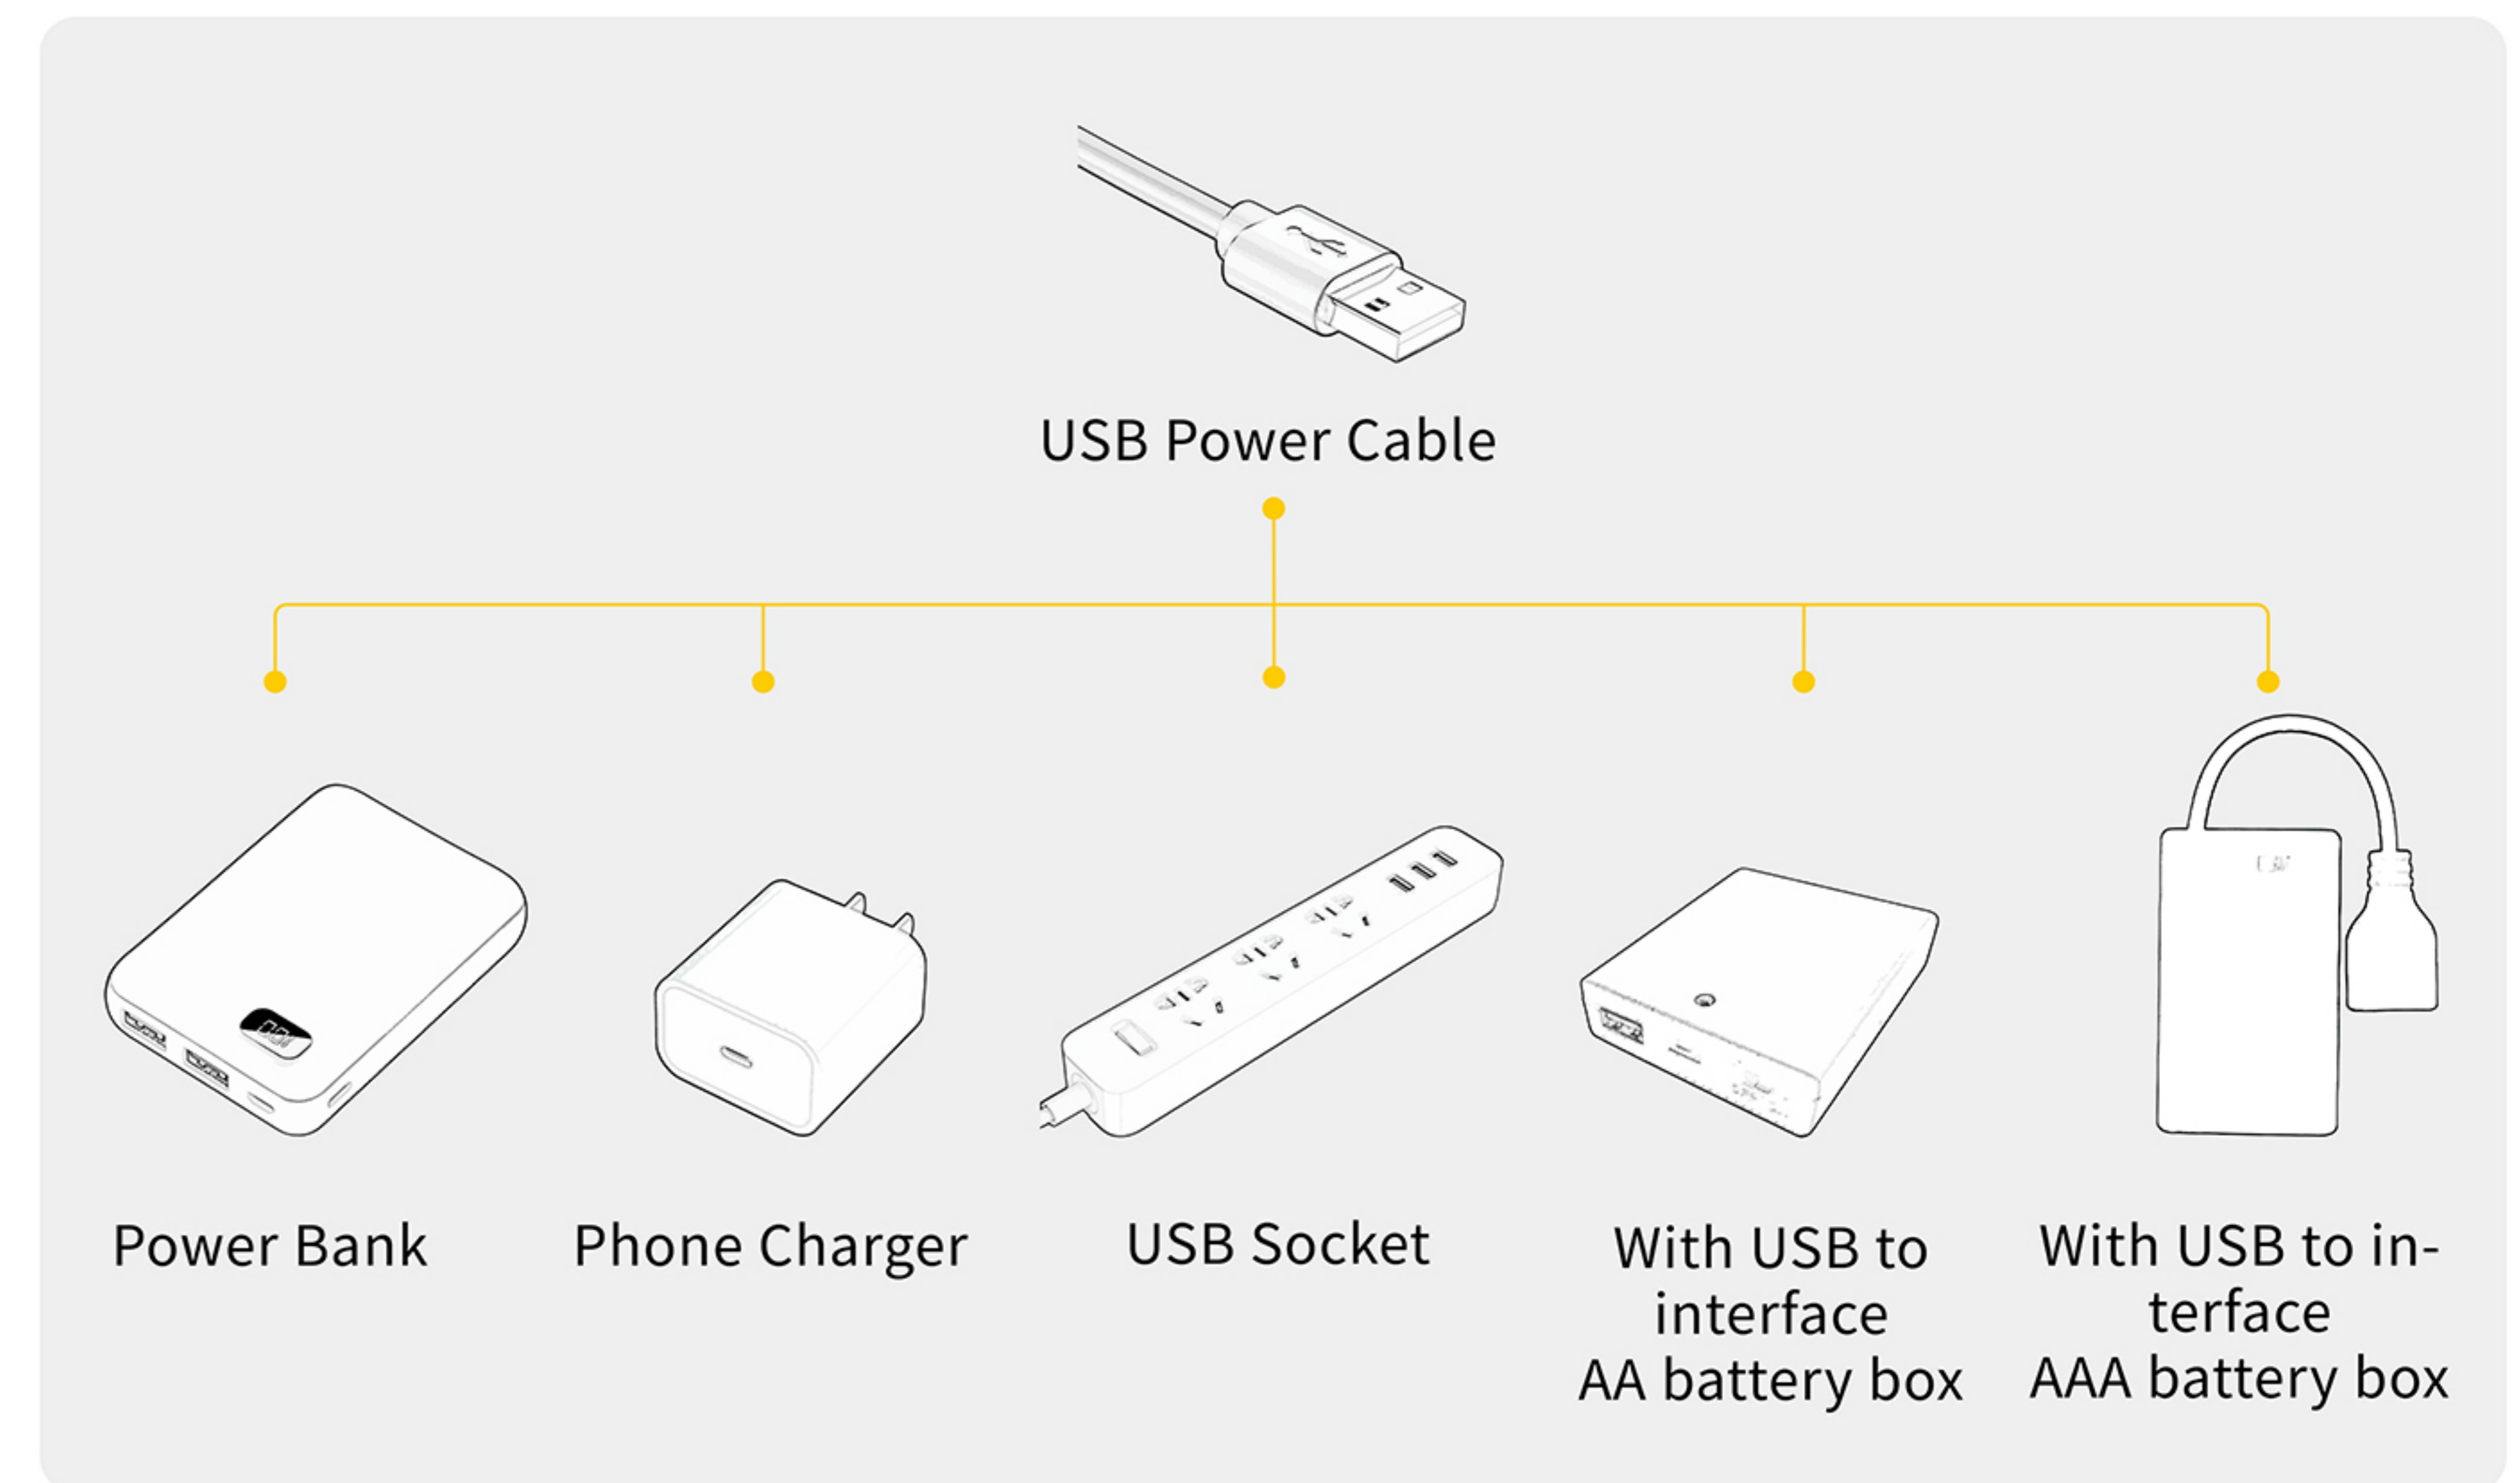 USB Power Cable
Power Bank
Phone Charger
USB Socket
With USB to
interface
AA battery box
With USB to in-
terface
AAA battery box